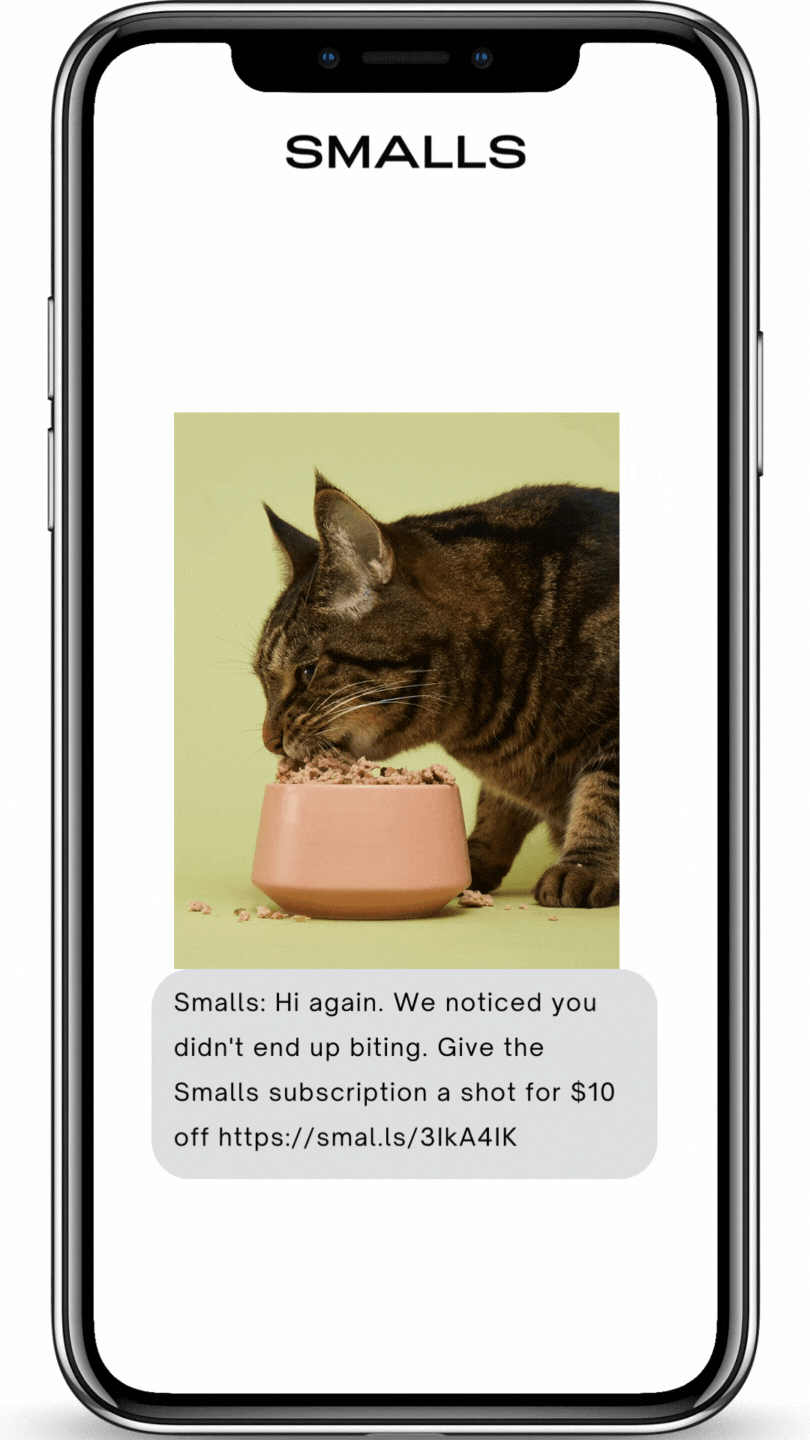 SMALLS
Smalls: Hi again. We noticed you
didn't end up biting. Give the
Smalls subscription a shot for $10
off https://smal.ls/3IkA4IK